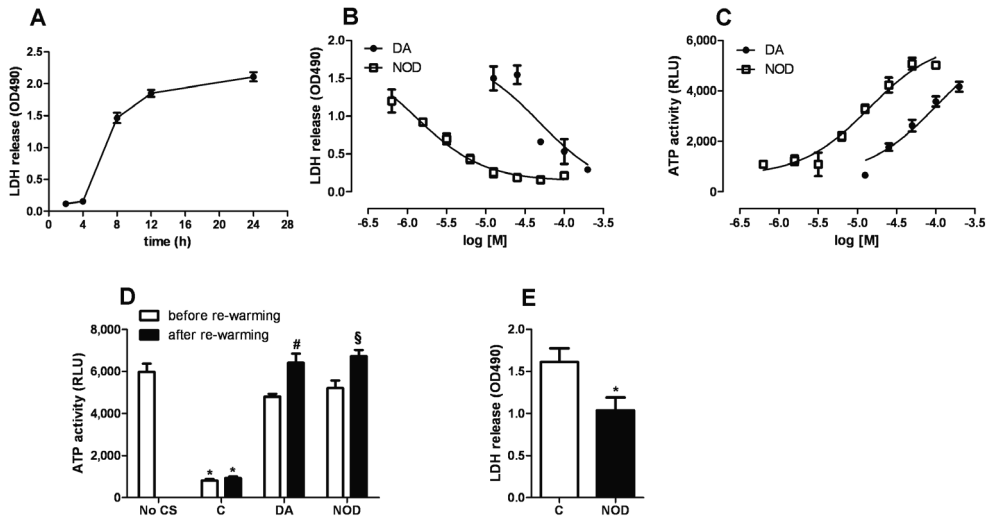 A
LDH release (OD490)
2.5
2.0
1.5
1.0
0.5
0.0
0 4 8 12 16 20 24 28
time (h)
B
DA
NOD
LDH release (OD490)
2.0
1.5
1.0
0.5
0.0
-6.5 -6.0 -5.5 -5.0 -4.5 -4.0 -3.5
log [M]
C
DA
NOD
ATP activity (RLU)
6,000
4,000
2,000
0
-6.5 -6.0 -5.5 -5.0 -4.5 -4.0 -3.5
log [M]
D
before re-warming
after re-warming
ATP activity (RLU)
8,000
6,000
4,000
2,000
0
* * # §
No CS C DA NOD
E
LDH release (OD490)
2.0
1.5
1.0
0.5
0.0
*
C NOD